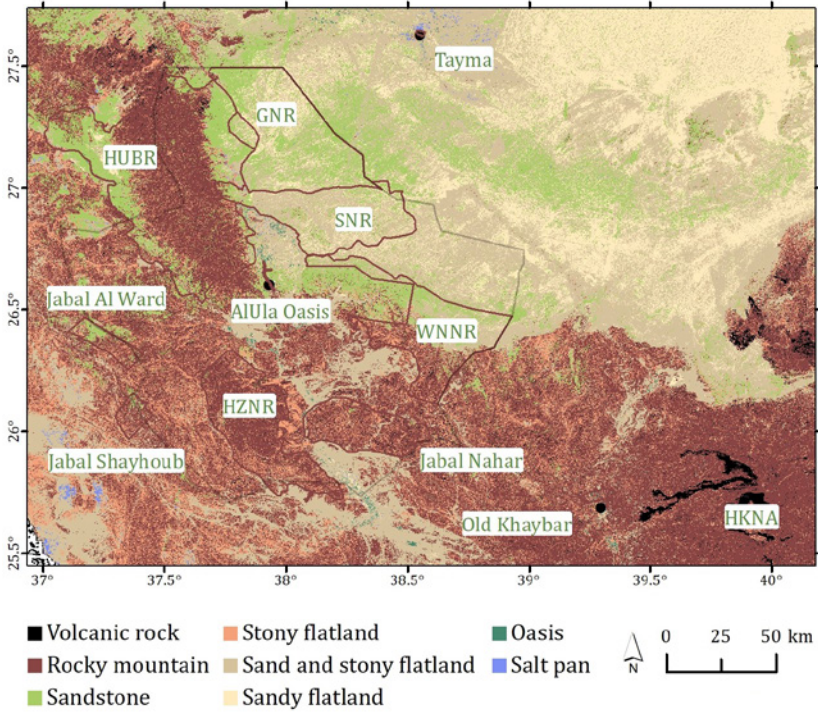 27.5°
27°
26.5°
26°
25.5°
Tayma
GNR
HUBR
SNR
Jabal Al Ward
AlUla Oasis
WNNR
HZNR
Jabal Shayhoub
Jabal Nahar
Old Khaybar
HKNA
37° 37.5° 38° 38.5° 39° 39.5° 40°
Volcanic rock Stony flatland Oasis
Rocky mountain Sand and stony flatland Salt pan
Sandstone Sandy flatland
N
0 25 50 km